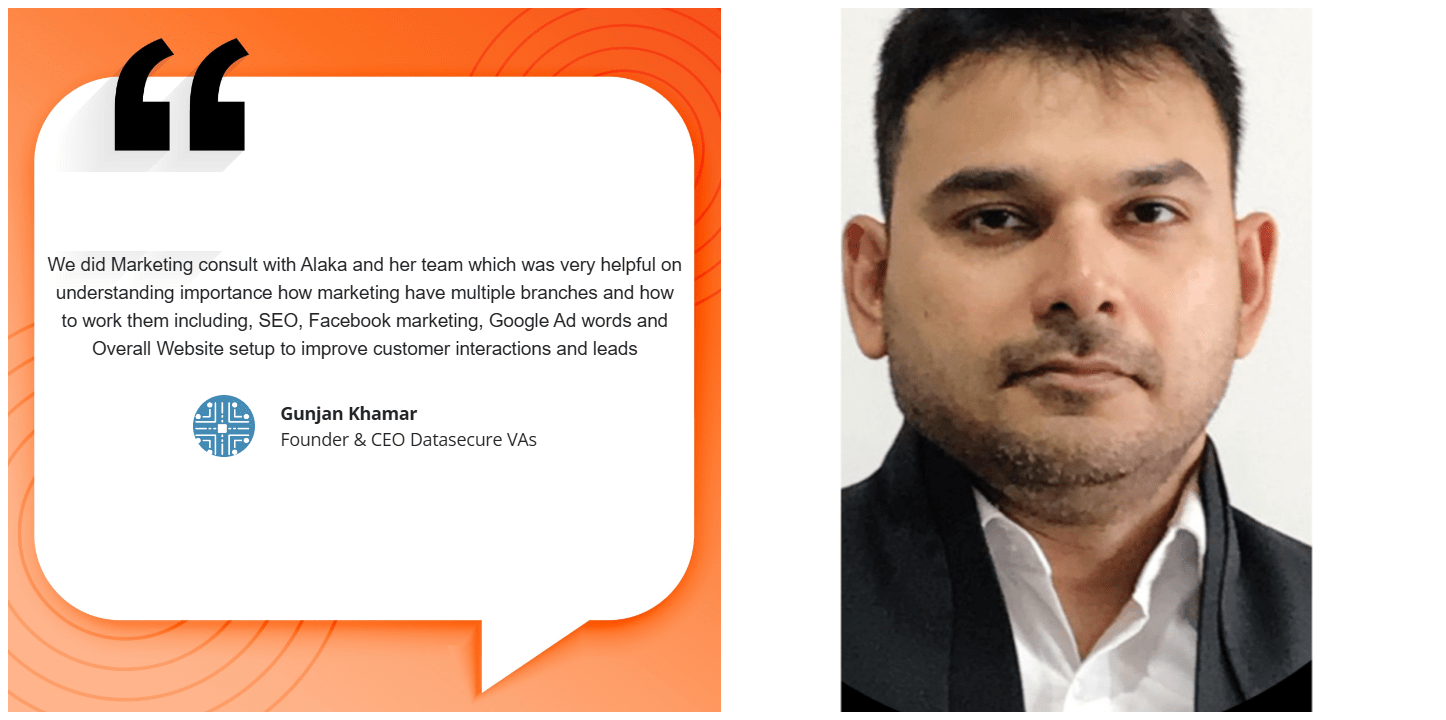 We did Marketing consult with Alaka and her team which was very helpful on
understanding importance how marketing have multiple branches and how
to work them including, SEO, Facebook marketing, Google Ad words and
Overall Website setup to improve customer interactions and leads
Gunjan Khamar
Founder & CEO Datasecure VAs